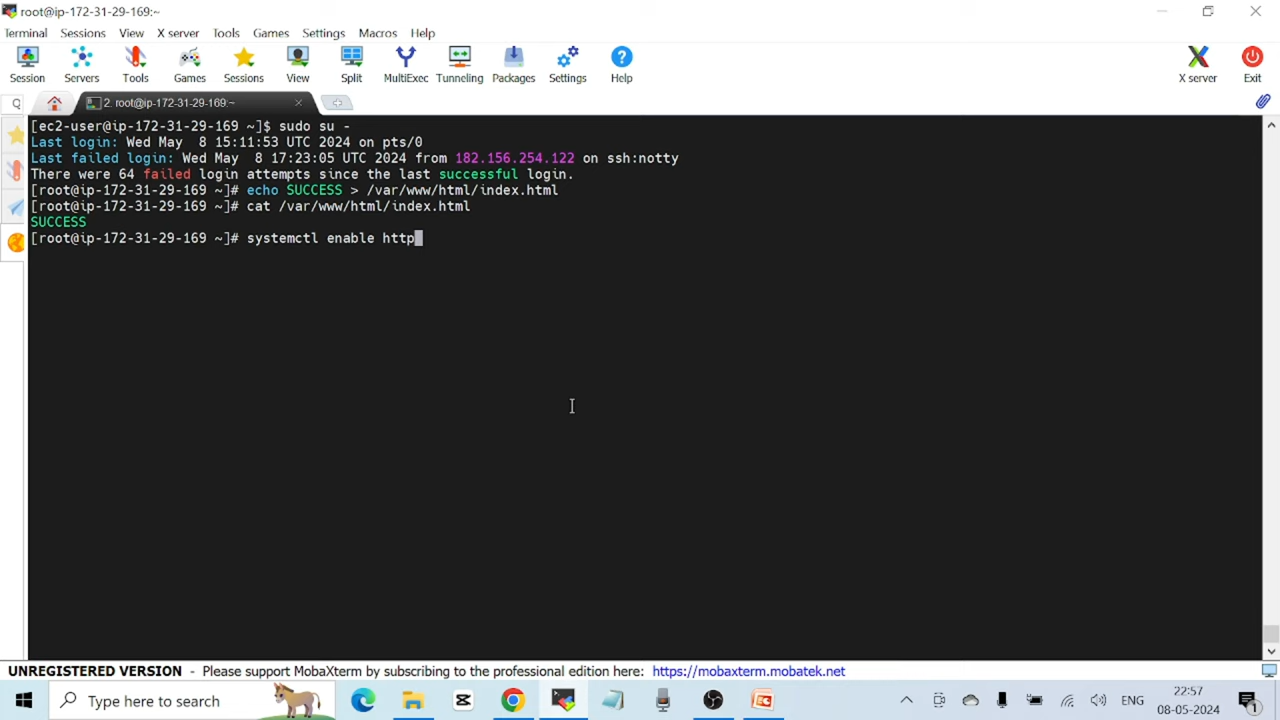 root@ip-172-31-29-169:~
Terminal Sessions View X server Tools Games Settings Macros Help
Session Servers Tools Games Sessions View Split MultiExec Tunneling Packages Settings Help X server Exit
2. root@ip-172-31-29-169:~
[ec2-user@ip-172-31-29-169 ~]$ sudo su -
Last login: Wed May  8 15:11:53 UTC 2024 on pts/0
Last failed login: Wed May  8 17:23:05 UTC 2024 from 182.156.254.122 on ssh:notty
There were 64 failed login attempts since the last successful login.
[root@ip-172-31-29-169 ~]# echo SUCCESS > /var/www/html/index.html
[root@ip-172-31-29-169 ~]# cat /var/www/html/index.html
SUCCESS
[root@ip-172-31-29-169 ~]# systemctl enable http
UNREGISTERED VERSION - Please support MobaXterm by subscribing to the professional edition here: https://mobaxterm.mobatek.net
Type here to search
ENG
22:57
08-05-2024
1